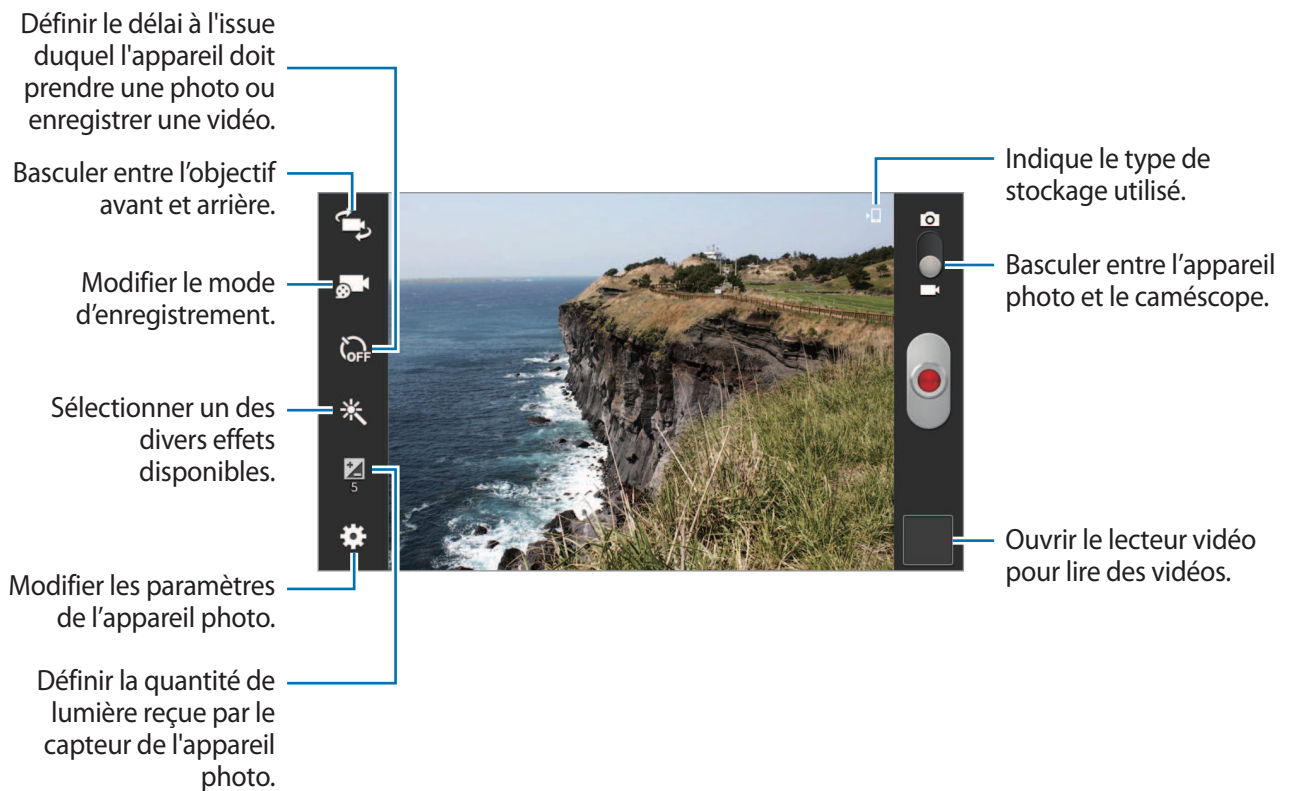 Définir le délai à l'issue
duquel l'appareil doit
prendre une photo ou
enregistrer une vidéo.
Basculer entre l’objectif
avant et arrière.
Modifier le mode
d’enregistrement.
Sélectionner un des
divers effets
disponibles.
Modifier les paramètres
de l’appareil photo.
Définir la quantité de
lumière reçue par le
capteur de l'appareil
photo.
OFF
5
Indique le type de
stockage utilisé.
Basculer entre l’appareil
photo et le caméscope.
Ouvrir le lecteur vidéo
pour lire des vidéos.